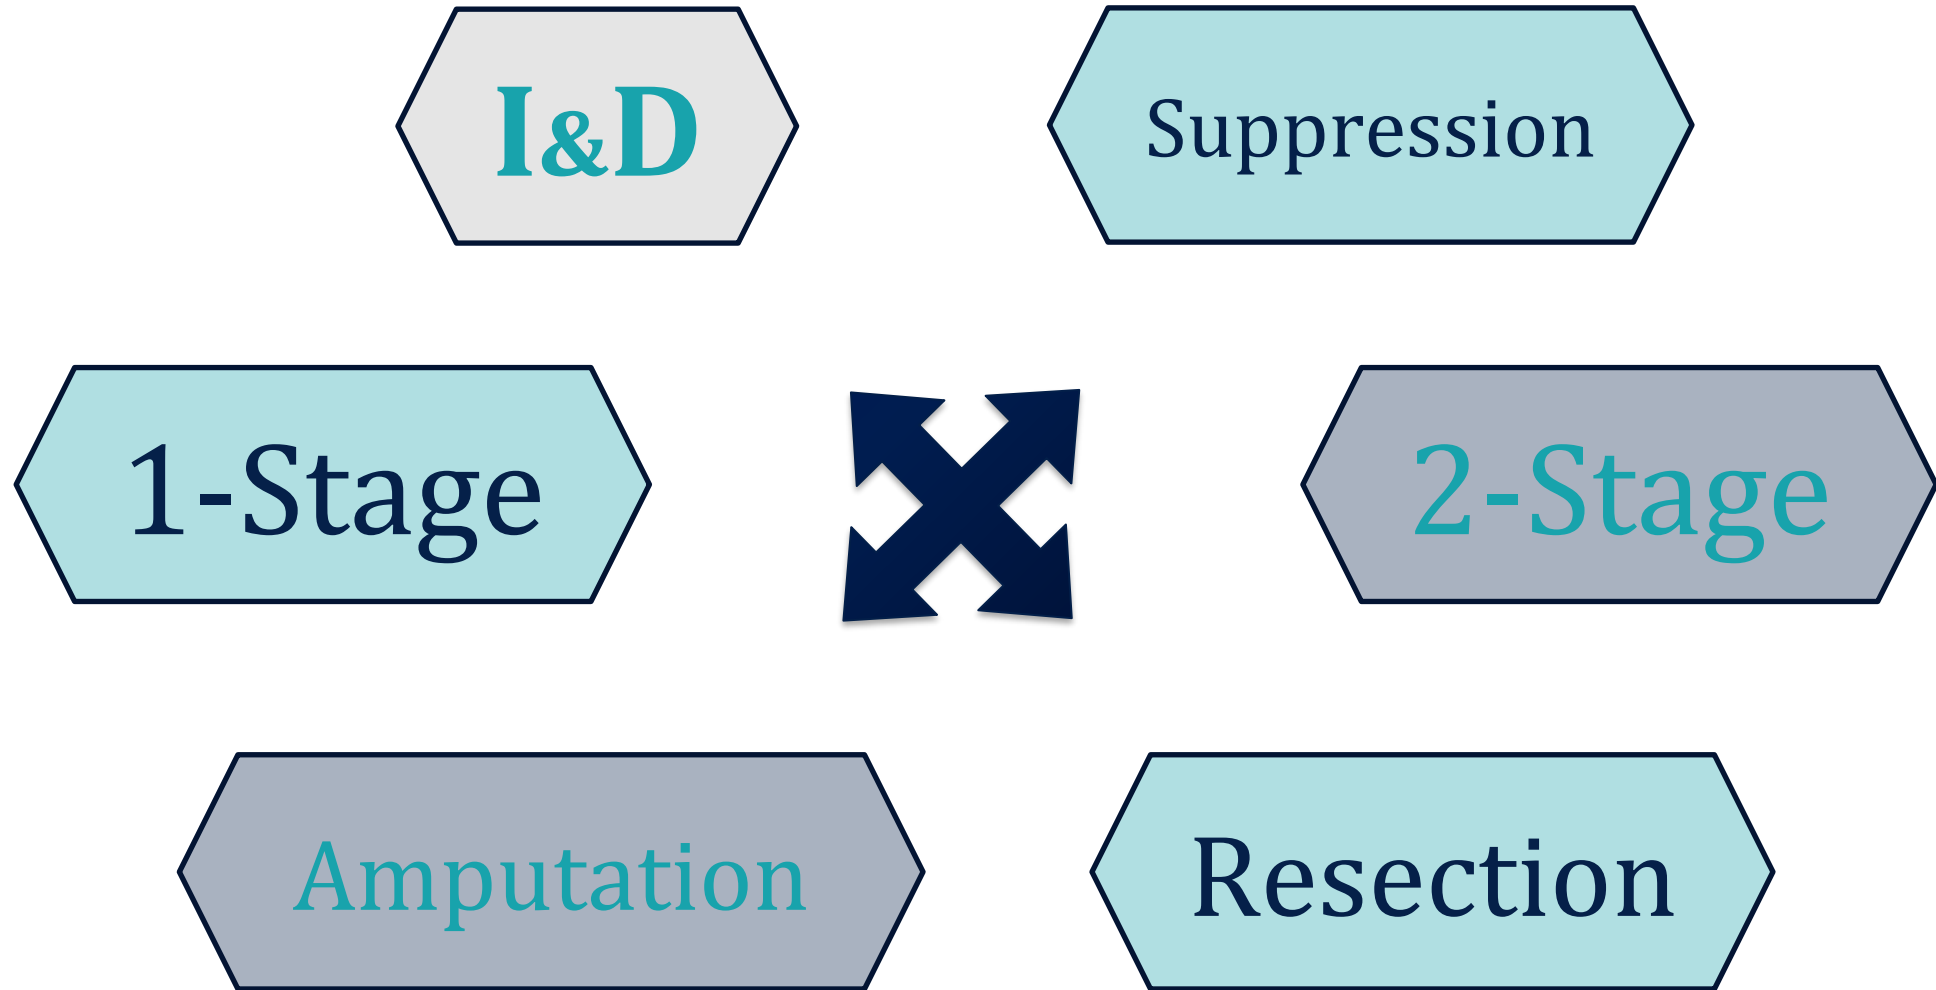 I&D
Suppression
1-Stage
2-Stage
Amputation
Resection